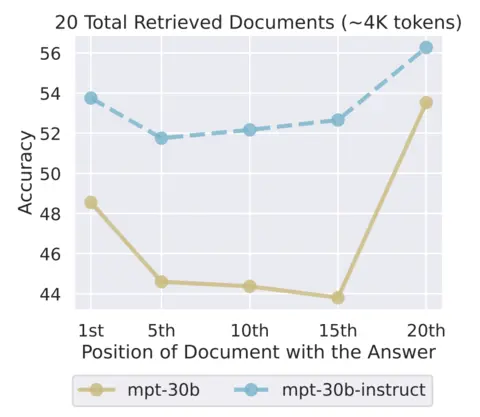 20 Total Retrieved Documents (~4K tokens)
56
54
52
50
48
46
44
Accuracy
1st 5th 10th 15th 20th
Position of Document with the Answer
mpt-30b mpt-30b-instruct